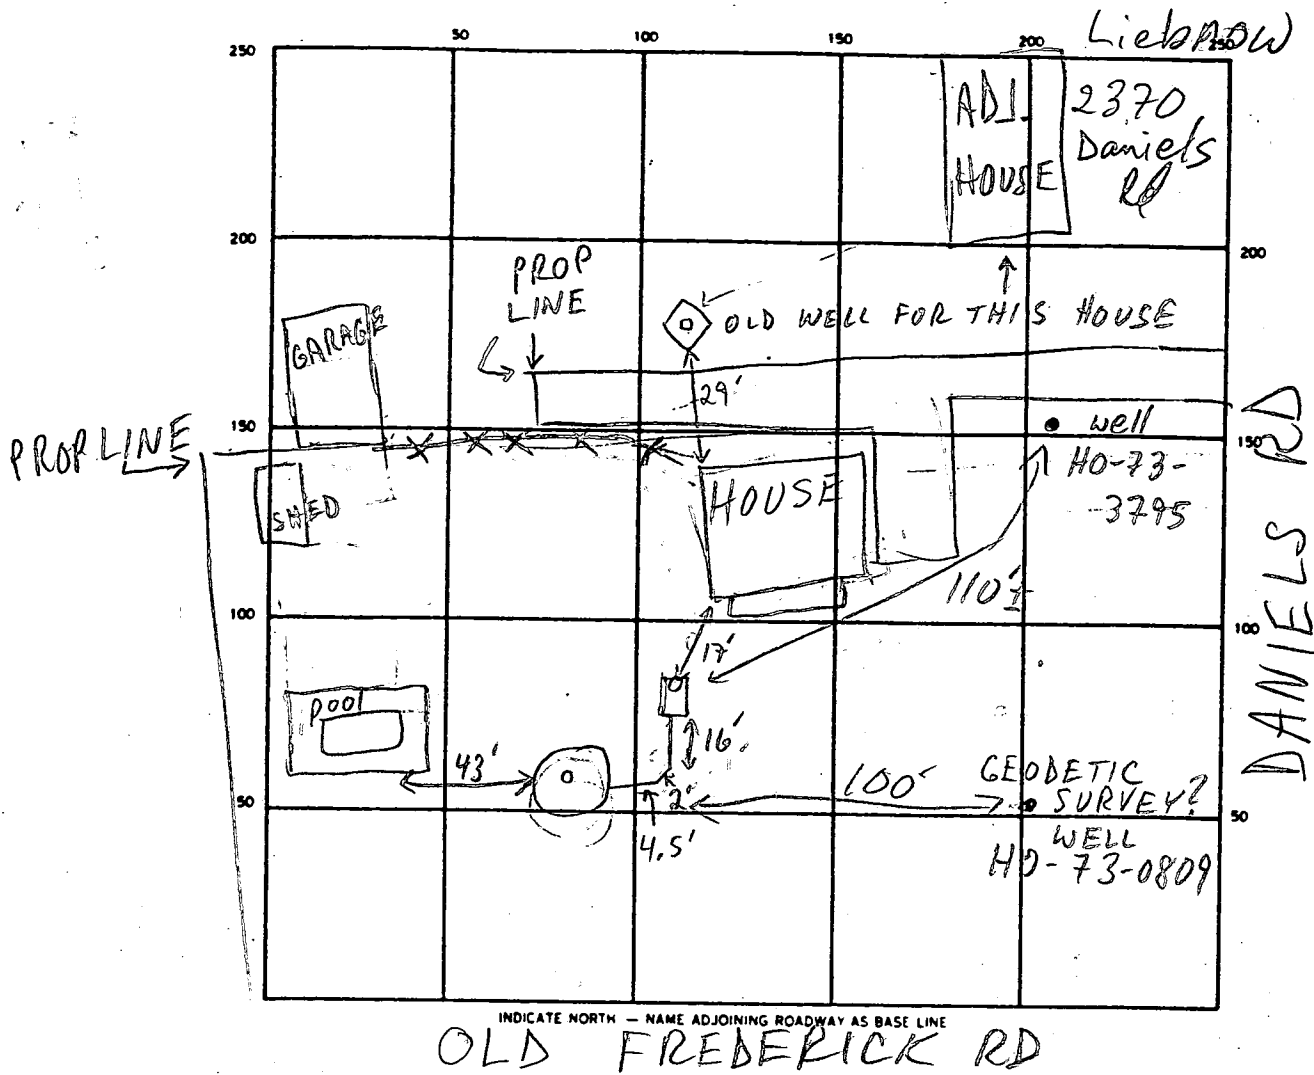 Liebnow
50 100 150 200 250
250
ADJ.
HOUSE
2370
Daniels
Rd
200
200
PROP
LINE
OLD WELL FOR THIS HOUSE
GARAGE
29'
150
150
PROP LINE
well
HO-73-
-3795
HOUSE
SHED
DANIELS RD
110'±
100
100
17'
POOL
16'
43'
100'
GEODETIC
SURVEY?
WELL
HO-73-0809
2'
4.5'
50
50
INDICATE NORTH — NAME ADJOINING ROADWAY AS BASE LINE
OLD FREDERICK RD